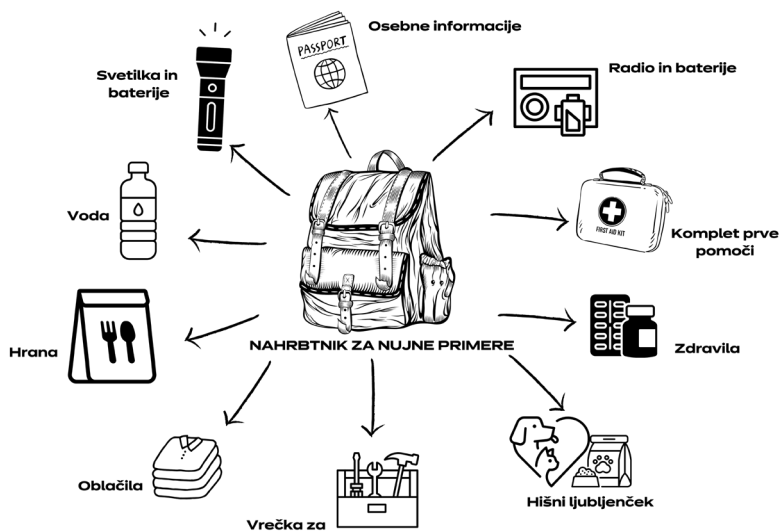 Osebne informacije
PASSPORT
Svetilka in
baterije
Radio in baterije
Voda
FIRST AID KIT
Komplet prve
pomoči
Hrana
NAHRBTNIK ZA NUJNE PRIMERE
Zdravila
Oblačila
Hišni ljubljenček
Vrečka za